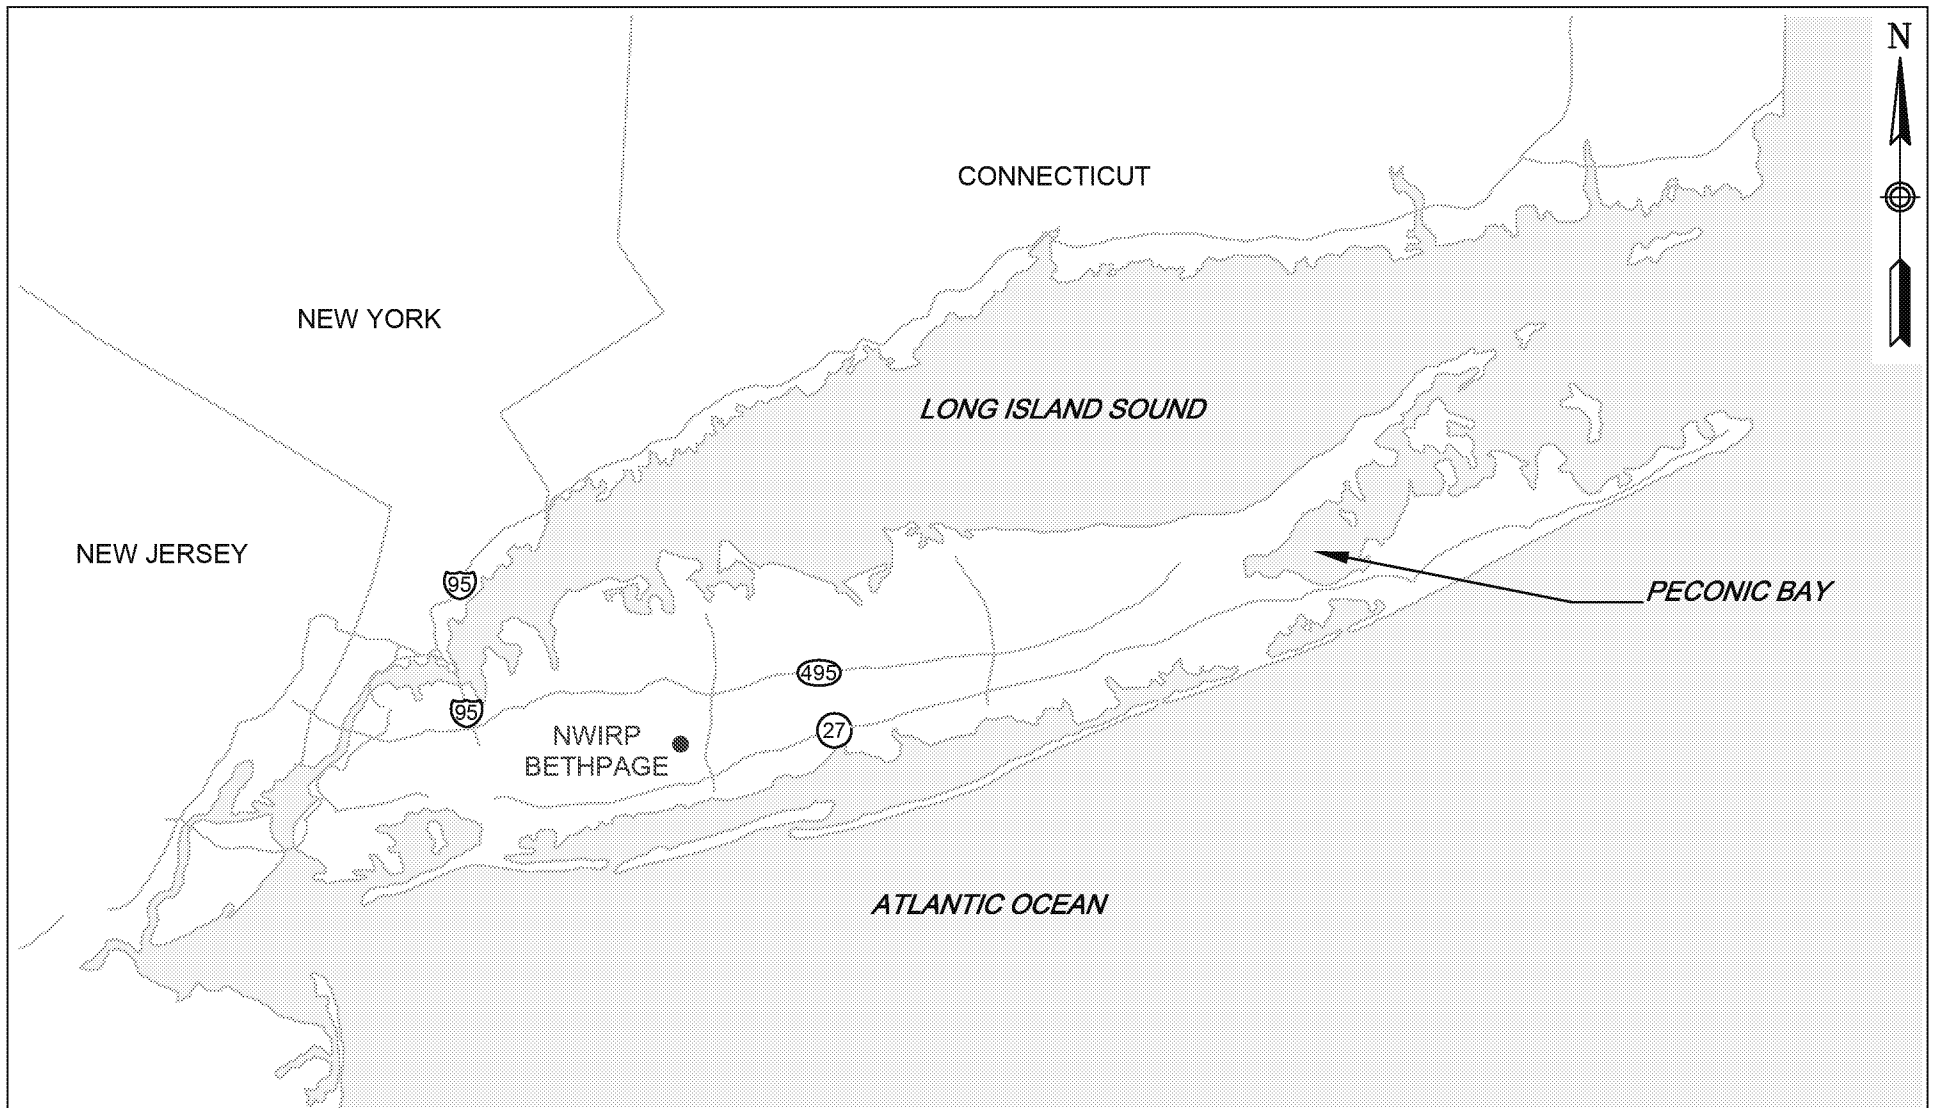 N
CONNECTICUT
NEW YORK
LONG ISLAND SOUND
NEW JERSEY
95
PECONIC BAY
495
95
27
NWIRP
BETHPAGE
ATLANTIC OCEAN